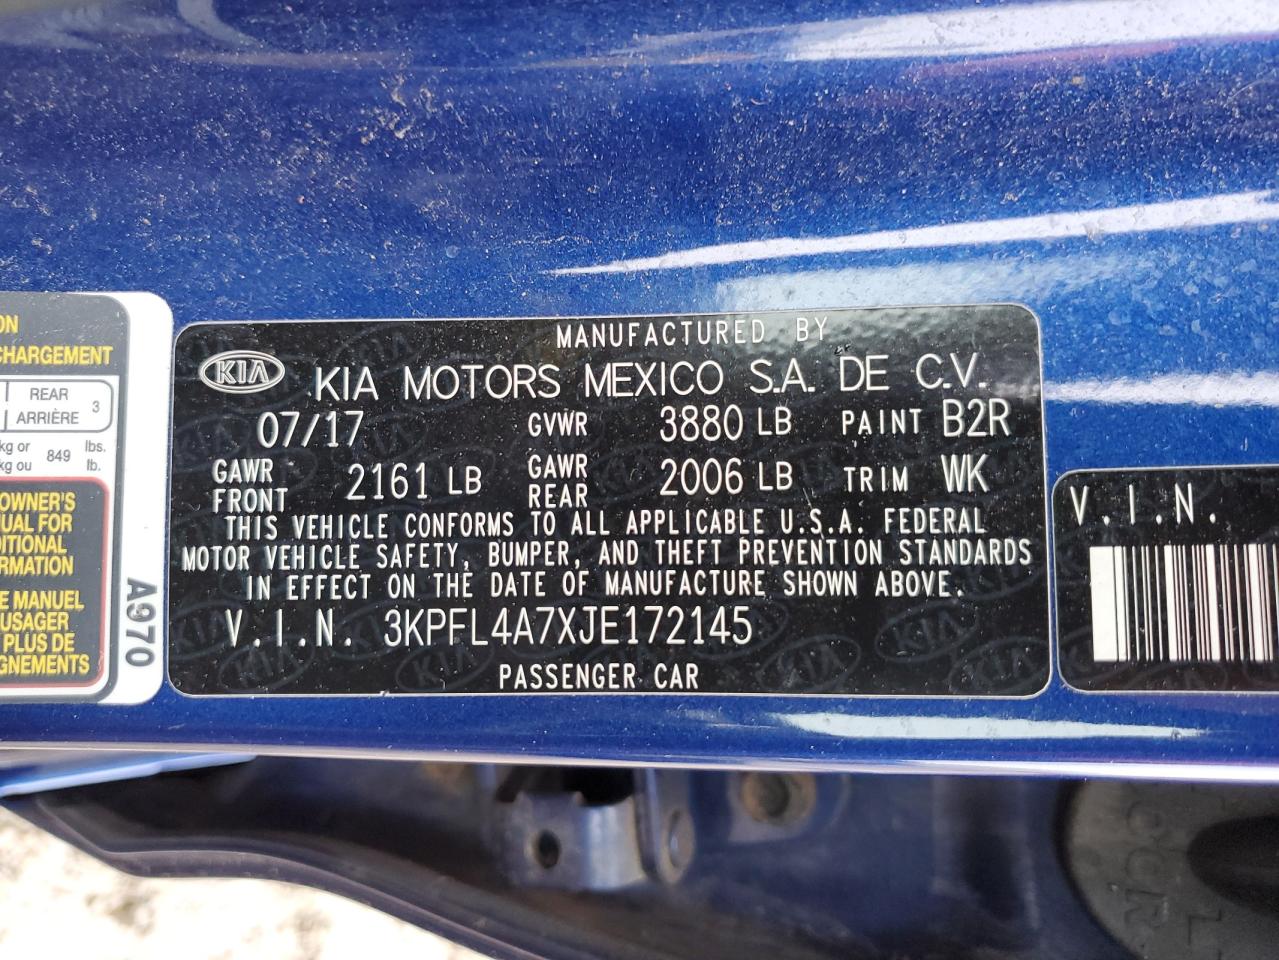 ON
CHARGEMENT
REAR 3
ARRIÈRE
kg or 849 lbs.
kg ou lb.
OWNER'S
UAL FOR
DITIONAL
FORMATION
E MANUEL
USAGER
PLUS DE
GNEMENTS
A970
MANUFACTURED BY
KIA KIA MOTORS MEXICO S.A. DE C.V.
07/17 GVWR 3880 LB PAINT B2R
GAWR FRONT 2161 LB GAWR REAR 2006 LB TRIM WK
THIS VEHICLE CONFORMS TO ALL APPLICABLE U.S.A. FEDERAL
MOTOR VEHICLE SAFETY, BUMPER, AND THEFT PREVENTION STANDARDS
IN EFFECT ON THE DATE OF MANUFACTURE SHOWN ABOVE.
V.I.N. 3KPFL4A7XJE172145
PASSENGER CAR
V.I.N.